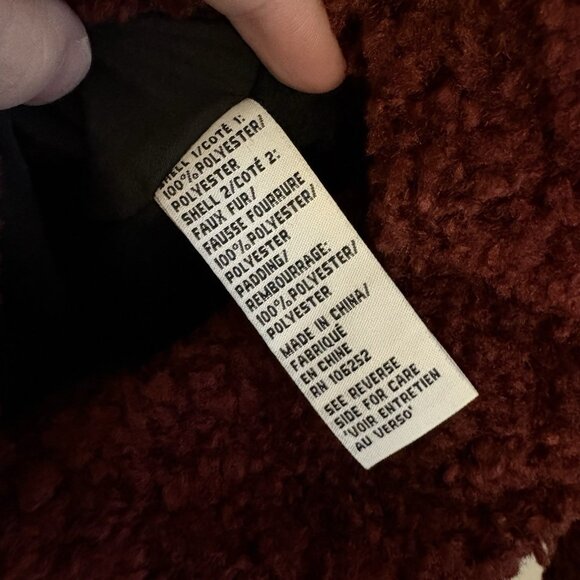 SHELL 1/COTÉ 1:
100% POLYESTER/
POLYESTER
SHELL 2/COTÉ 2:
FAUX FUR/
FAUSSE FOURRURE
100% POLYESTER/
POLYESTER
PADDING/
REMBOURRAGE:
100% POLYESTER/
POLYESTER
MADE IN CHINA/
FABRIQUÉ
EN CHINE
RN 106252
SEE REVERSE
SIDE FOR CARE
'VOIR ENTRETIEN
AU VERSO'